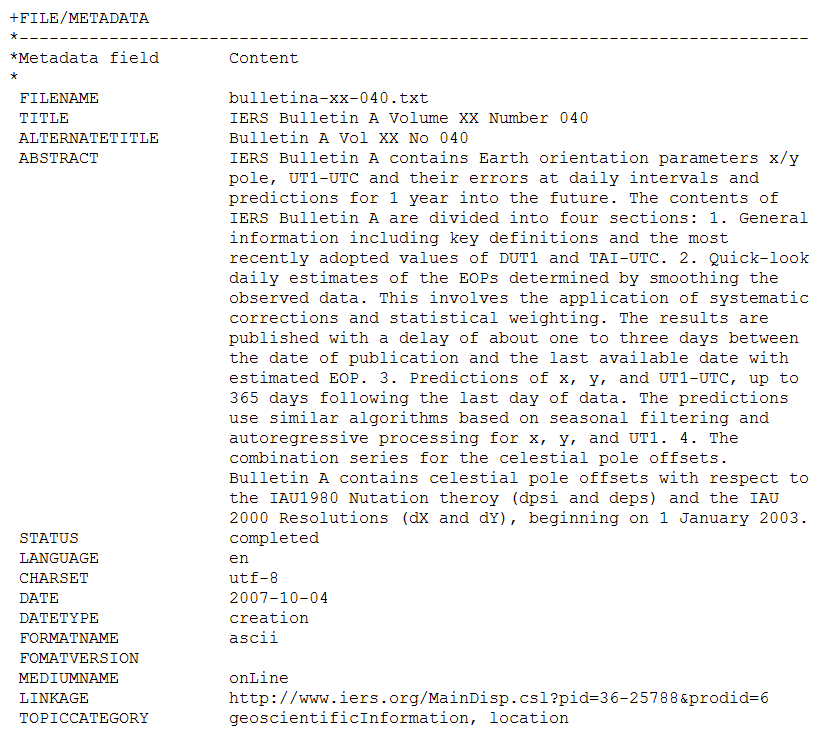 +FILE/METADATA
*-------------------------------------------------------------------------------
*Metadata field       Content
*
 FILENAME             bulletina-xx-040.txt
 TITLE                IERS Bulletin A Volume XX Number 040
 ALTERNATETITLE       Bulletin A Vol XX No 040
 ABSTRACT             IERS Bulletin A contains Earth orientation parameters x/y
                      pole, UT1-UTC and their errors at daily intervals and
                      predictions for 1 year into the future. The contents of
                      IERS Bulletin A are divided into four sections: 1. General
                      information including key definitions and the most
                      recently adopted values of DUT1 and TAI-UTC. 2. Quick-look
                      daily estimates of the EOPs determined by smoothing the
                      observed data. This involves the application of systematic
                      corrections and statistical weighting. The results are
                      published with a delay of about one to three days between
                      the date of publication and the last available date with
                      estimated EOP. 3. Predictions of x, y, and UT1-UTC, up to
                      365 days following the last day of data. The predictions
                      use similar algorithms based on seasonal filtering and
                      autoregressive processing for x, y, and UT1. 4. The
                      combination series for the celestial pole offsets.
                      Bulletin A contains celestial pole offsets with respect to
                      the IAU1980 Nutation theroy (dpsi and deps) and the IAU
                      2000 Resolutions (dX and dY), beginning on 1 January 2003.
 STATUS               completed
 LANGUAGE             en
 CHARSET              utf-8
 DATE                 2007-10-04
 DATETYPE             creation
 FORMATNAME           ascii
 FOMATVERSION
 MEDIUMNAME           onLine
 LINKAGE              http://www.iers.org/MainDisp.csl?pid=36-25788&prodid=6
 TOPICCATEGORY        geoscientificInformation, location